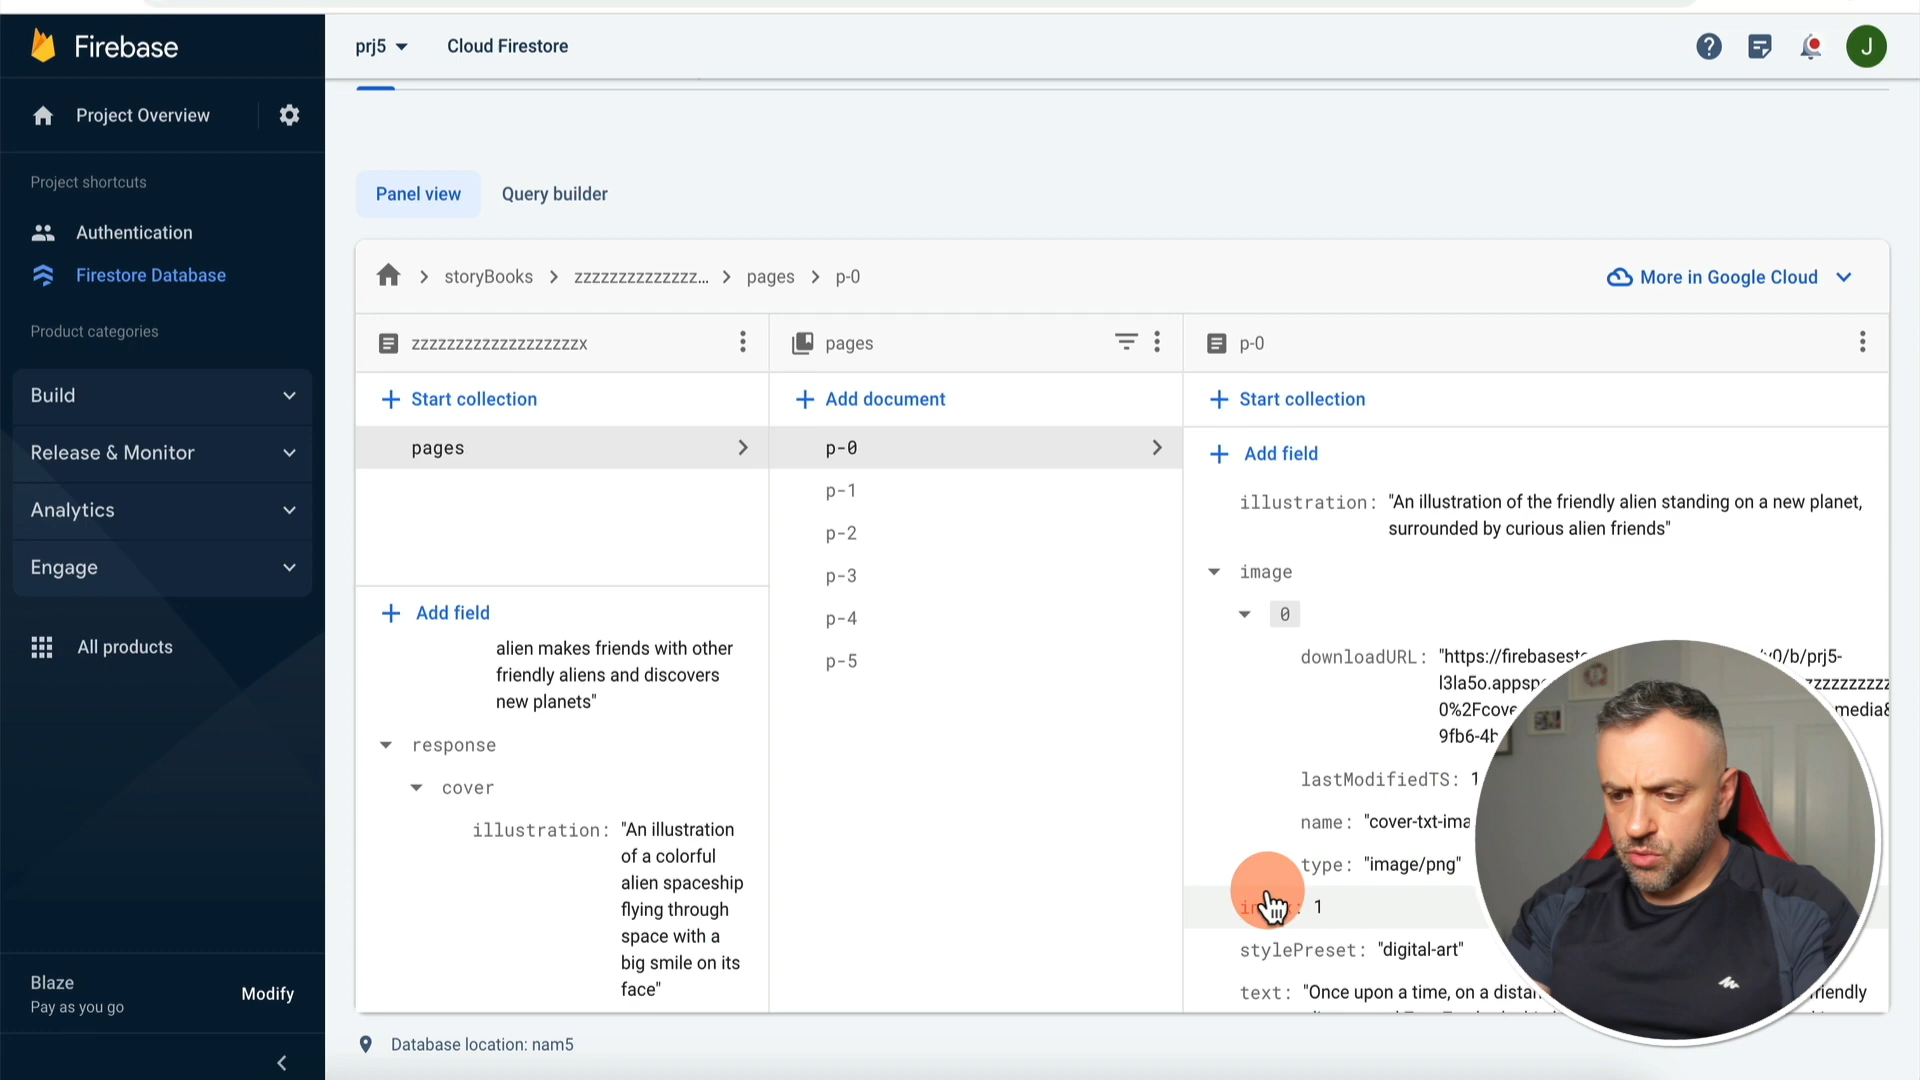 Firebase
prj5
Cloud Firestore
J
Project Overview
Project shortcuts
Authentication
Firestore Database
Product categories
Build
Release & Monitor
Analytics
Engage
All products
Blaze
Pay as you go
Modify
Panel view
Query builder
storyBooks
zzzzzzzzzzzzzz...
pages
p-0
More in Google Cloud
zzzzzzzzzzzzzzzzzzzx
Start collection
pages
Add field
alien makes friends with other
friendly aliens and discovers
new planets"
response
cover
illustration: "An illustration
of a colorful
alien spaceship
flying through
space with a
big smile on its
face"
pages
Add document
p-0
p-1
p-2
p-3
p-4
p-5
p-0
Start collection
Add field
illustration: "An illustration of the friendly alien standing on a new planet,
surrounded by curious alien friends"
image
0
downloadURL: "https://firebasest /v0/b/prj5-
l3la5o.appsp zzzzzzzzzz
0%2Fcove media&
9fb6-4b
lastModifiedTS: 1
name: "cover-txt-ima
type: "image/png"
1
stylePreset: "digital-art"
text: "Once upon a time, on a distan
Database location: nam5